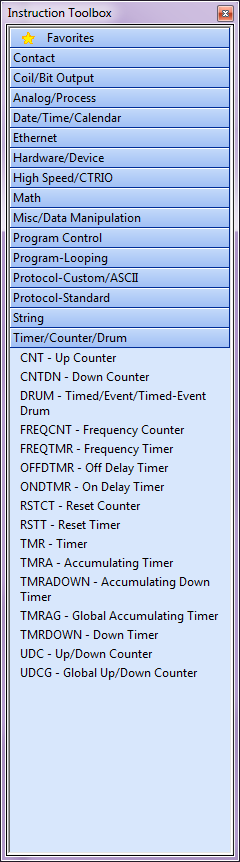 Instruction Toolbox
Favorites
Contact
Coil/Bit Output
Analog/Process
Date/Time/Calendar
Ethernet
Hardware/Device
High Speed/CTRIO
Math
Misc/Data Manipulation
Program Control
Program-Looping
Protocol-Custom/ASCII
Protocol-Standard
String
Timer/Counter/Drum
CNT - Up Counter
CNTDN - Down Counter
DRUM - Timed/Event/Timed-Event
Drum
FREQCNT - Frequency Counter
FREQTMR - Frequency Timer
OFFDTMR - Off Delay Timer
ONDTMR - On Delay Timer
RSTCT - Reset Counter
RSTT - Reset Timer
TMR - Timer
TMRA - Accumulating Timer
TMRADOWN - Accumulating Down
Timer
TMRAG - Global Accumulating Timer
TMRDOWN - Down Timer
UDC - Up/Down Counter
UDCG - Global Up/Down Counter